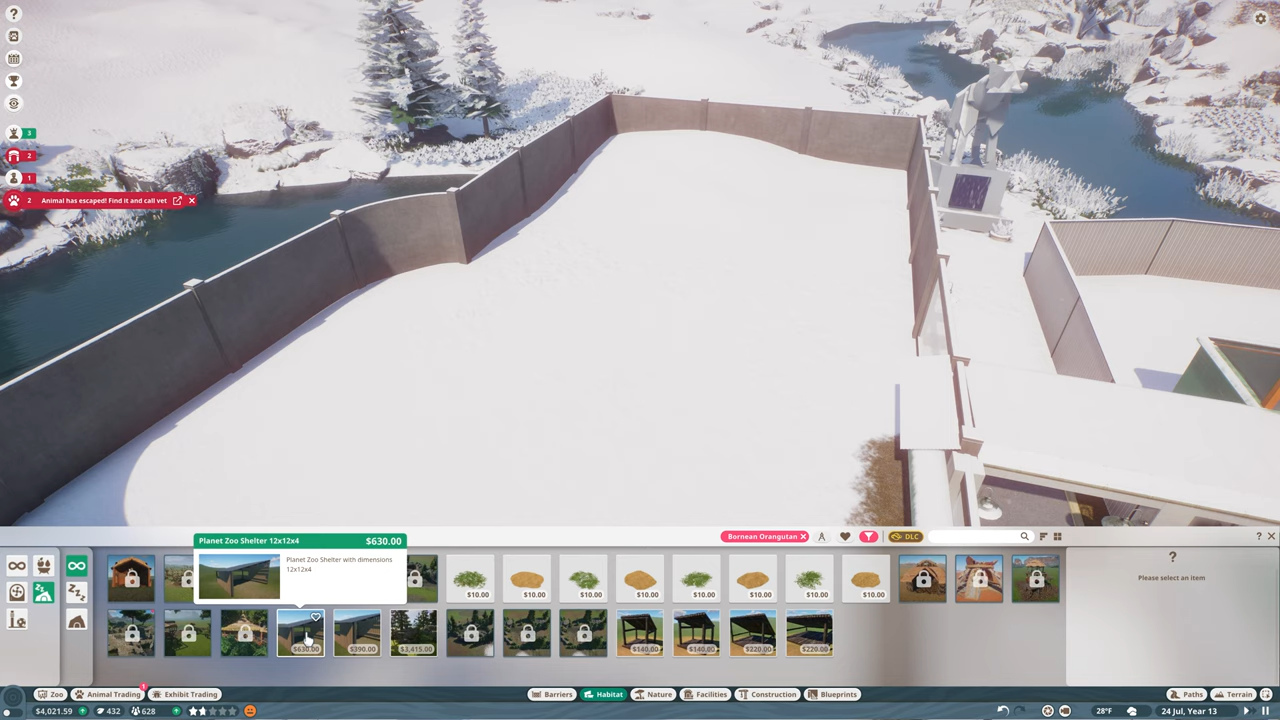 ?
3
2
1
2 Animal has escaped! Find it and call vet
Planet Zoo Shelter 12x12x4 $630.00
Planet Zoo Shelter with dimensions
12x12x4
Bornean Orangutan
DLC
?
$10.00
$10.00
$10.00
$10.00
$10.00
$10.00
$10.00
$10.00
$630.00
$390.00
$3,415.00
$140.00
$140.00
$220.00
$220.00
?
Please select an item
Zoo
Animal Trading
1
Exhibit Trading
Barriers
Habitat
Nature
Facilities
Construction
Blueprints
Paths
Terrain
$4,021.59
432
628
28°F
24 Jul, Year 13